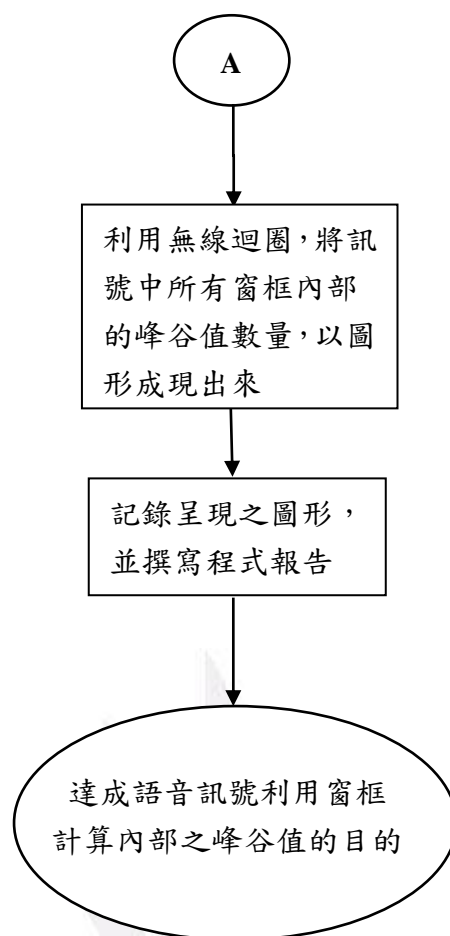 A
利用無線迴圈，將訊
號中所有窗框內部
的峰谷值數量，以圖
形成現出來
記錄呈現之圖形，
並撰寫程式報告
達成語音訊號利用窗框
計算內部之峰谷值的目的